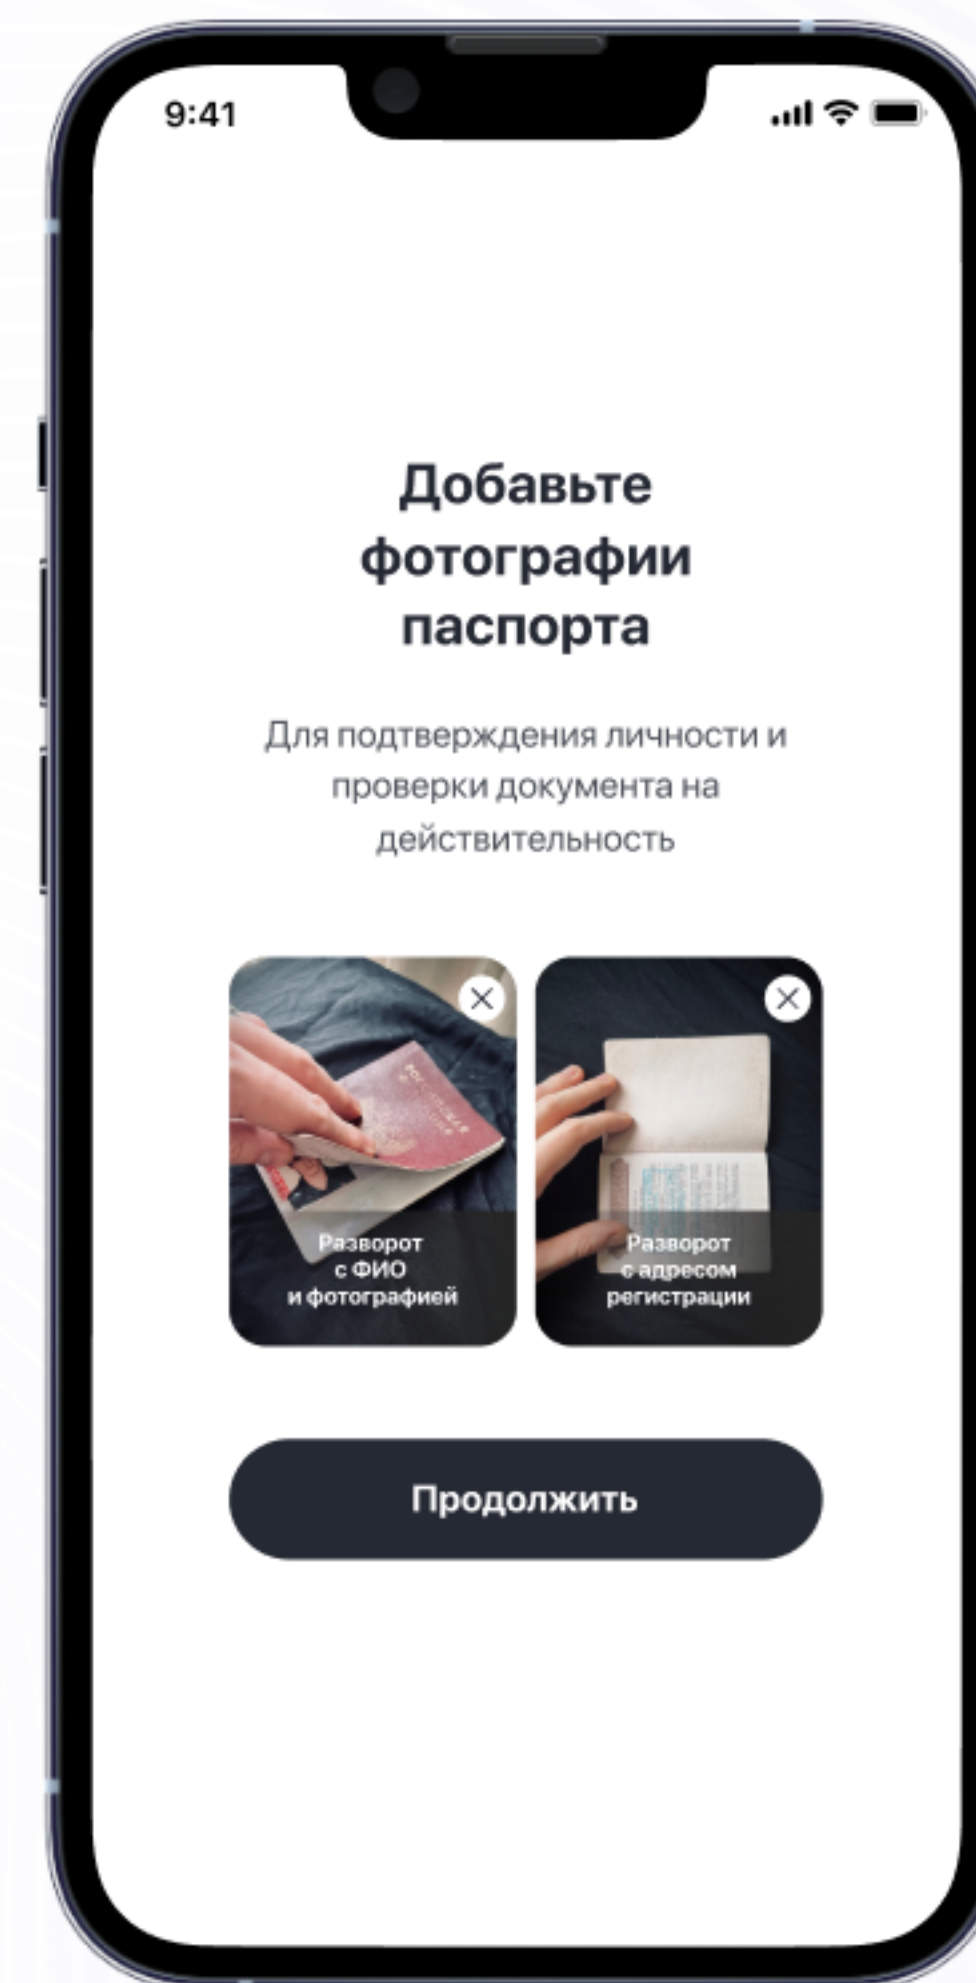 9:41
Добавьте
фотографии
паспорта
Для подтверждения личности и
проверки документа на
действительность
Разворот
с ФИО
и фотографией
Разворот
с адресом
регистрации
Продолжить